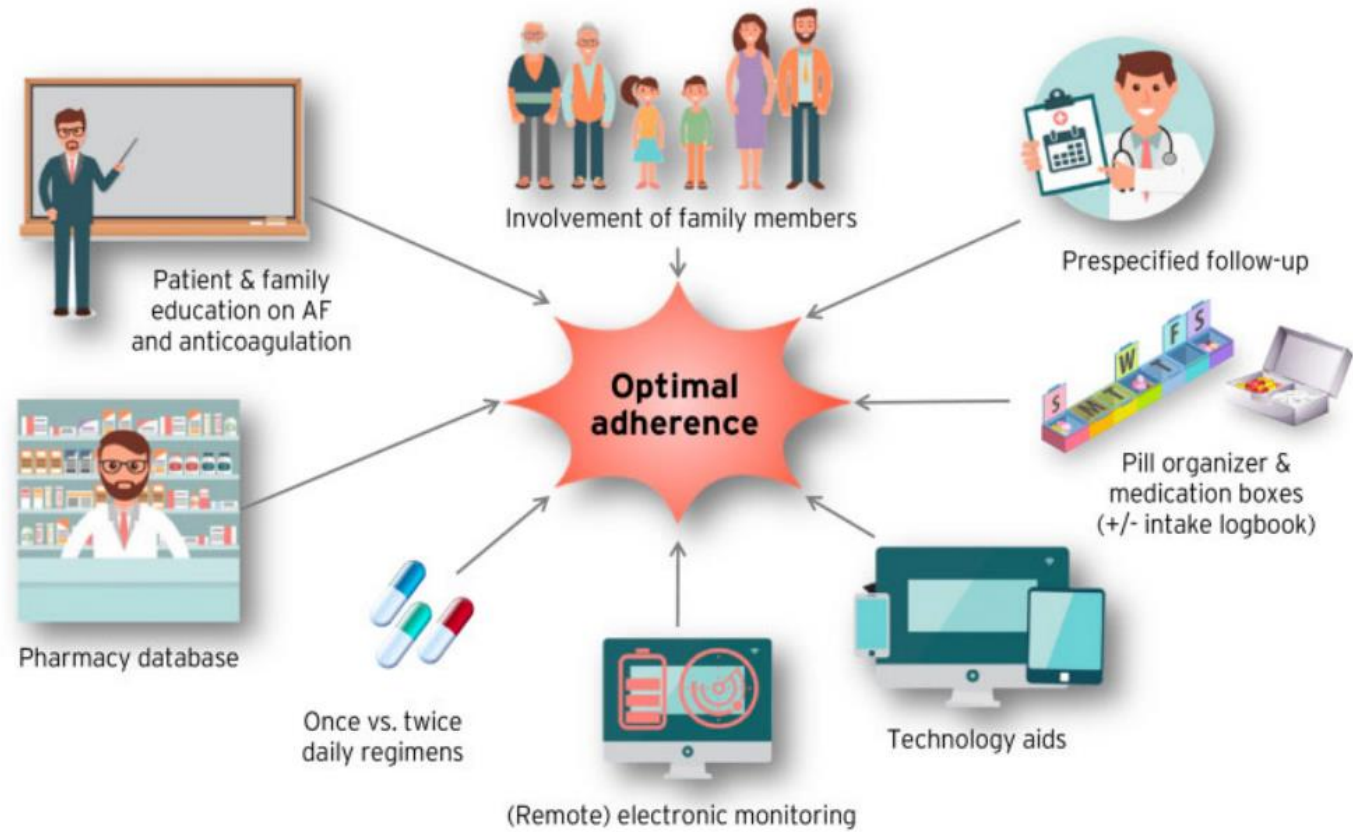 Involvement of family members
Prespecified follow-up
Patient & family
education on AF
and anticoagulation
Optimal
adherence
S M T W T F S
Pill organizer &
medication boxes
(+/- intake logbook)
Pharmacy database
Once vs. twice
daily regimens
Technology aids
(Remote) electronic monitoring